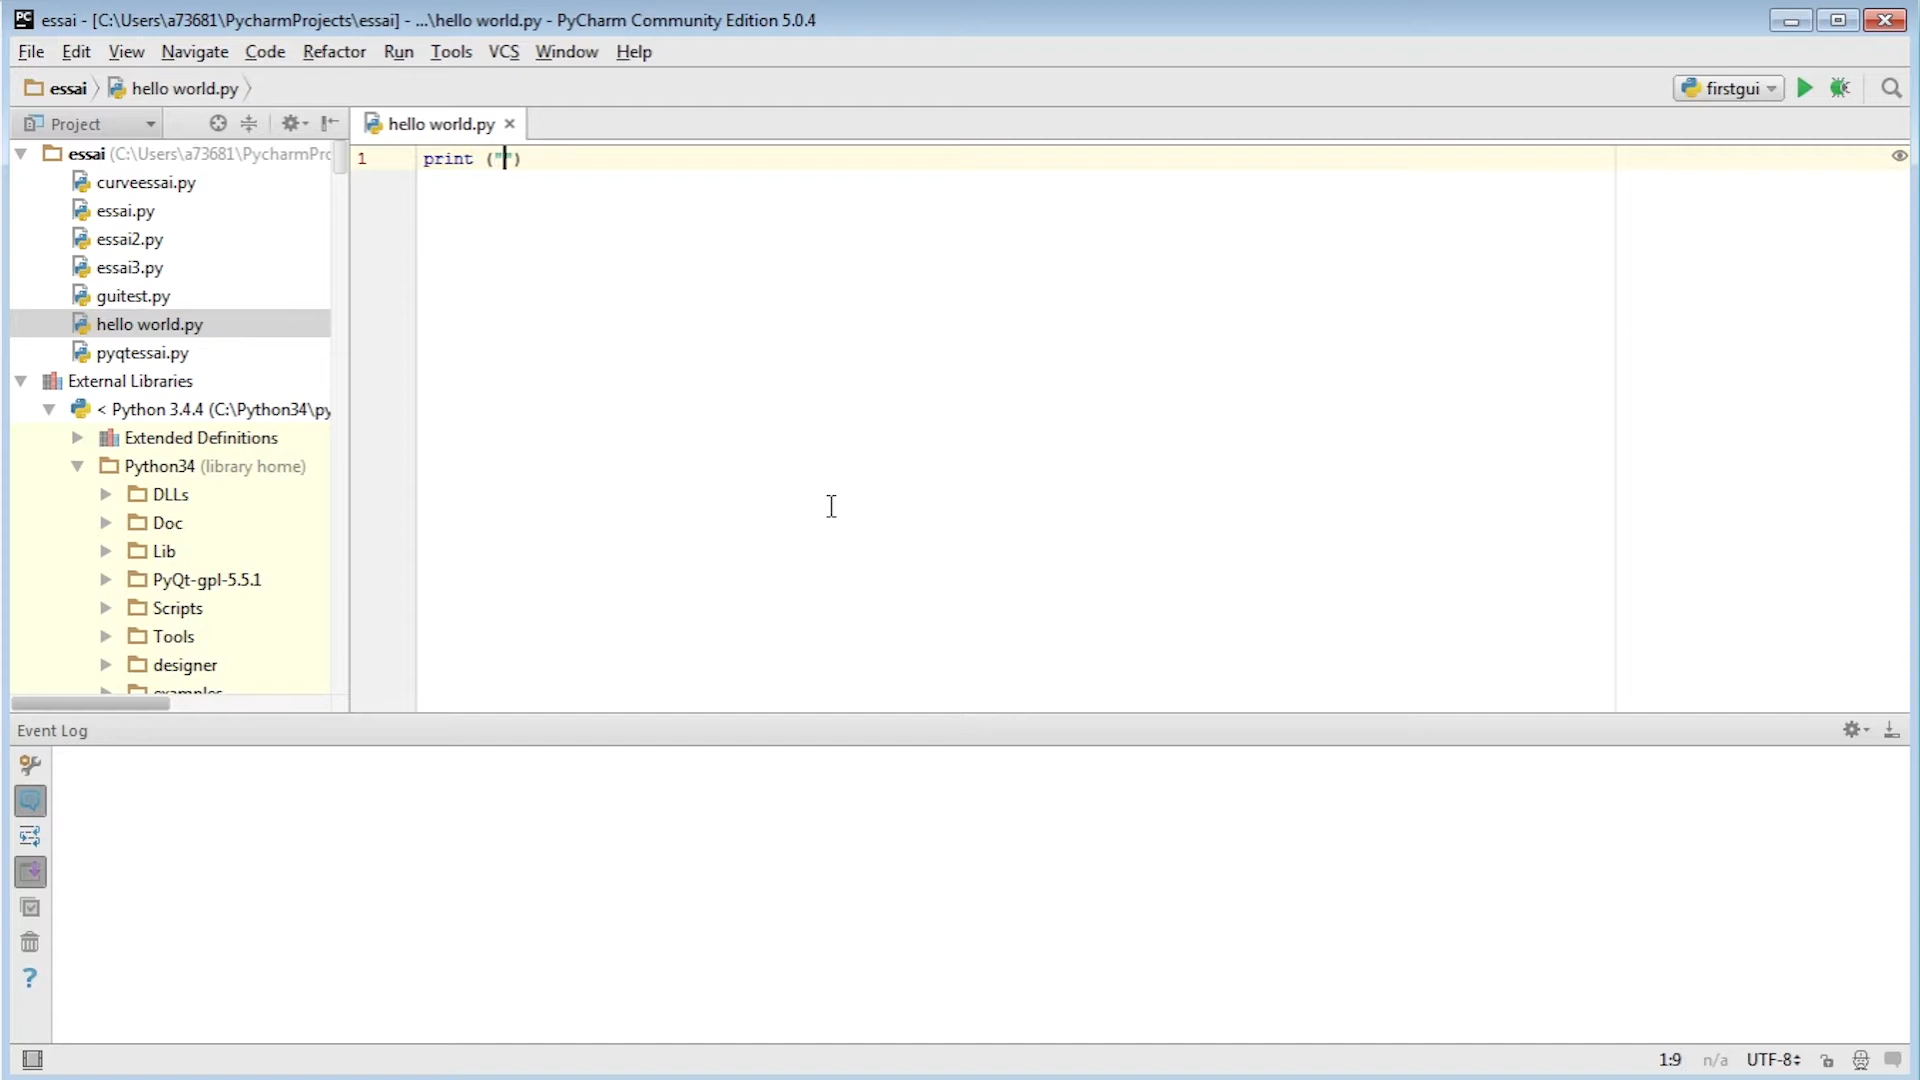 PC essai - [C:\Users\a73681\PycharmProjects\essai] - ...\hello world.py - PyCharm Community Edition 5.0.4
File Edit View Navigate Code Refactor Run Tools VCS Window Help
essai hello world.py firstgui
Project hello world.py
essai (C:\Users\a73681\PycharmPrc
1 print ("")
curveessai.py
essai.py
essai2.py
essai3.py
guitest.py
hello world.py
pyqtessai.py
External Libraries
< Python 3.4.4 (C:\Python34\py
Extended Definitions
Python34 (library home)
DLLs
Doc
Lib
PyQt-gpl-5.5.1
Scripts
Tools
designer
examples
Event Log
?
1:9 n/a UTF-8